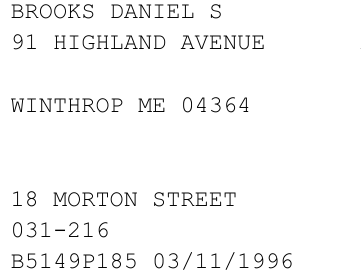 BROOKS DANIEL S
91 HIGHLAND AVENUE
WINTHROP ME 04364
18 MORTON STREET
031-216
B5149P185 03/11/1996